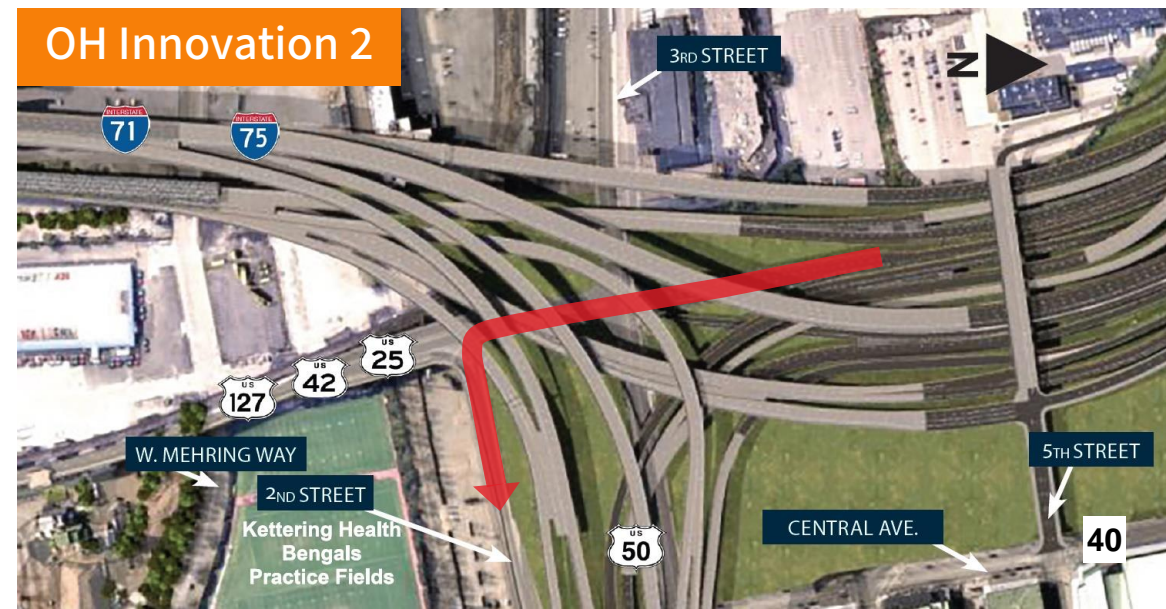 OH Innovation 2
3RD STREET
N
INTERSTATE
71
INTERSTATE
75
US
25
US
42
US
127
W. MEHRING WAY
2ND STREET
Kettering Health
Bengals
Practice Fields
5TH STREET
CENTRAL AVE.
US
50
40